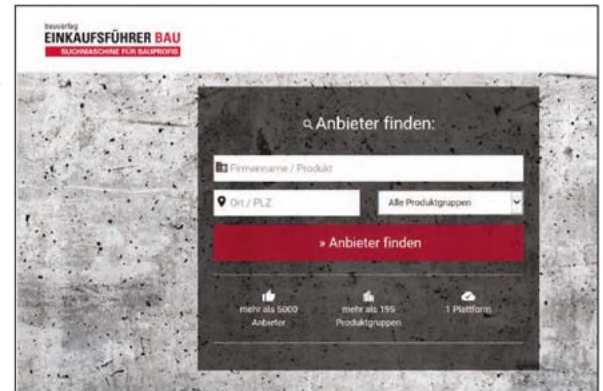 bauverlag
EINKAUFSFÜHRER BAU
SUCHMASCHINE FÜR BAUPROFIS
Anbieter finden:
Firmenname / Produkt
Ort / PLZ
Alle Produktgruppen
» Anbieter finden
mehr als 5000
Anbieter
mehr als 195
Produktgruppen
1 Plattform